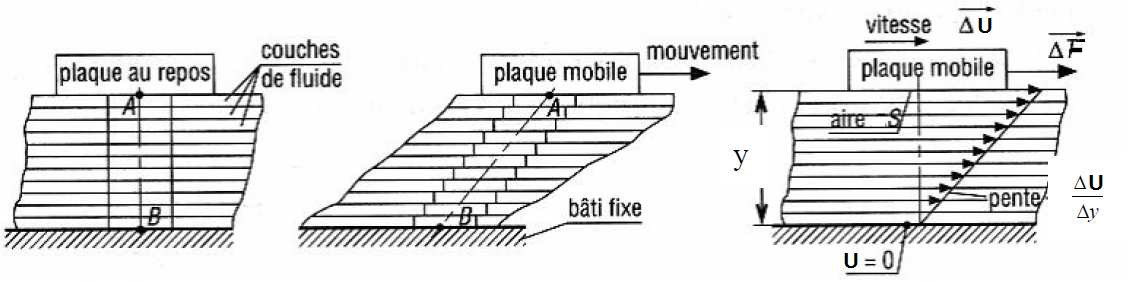 couches
de fluide
plaque au repos
A
B
plaque mobile
mouvement
A
B
bâti fixe
vitesse
ΔU
plaque mobile
ΔF
aire S
y
pente
ΔU
Δy
U = 0